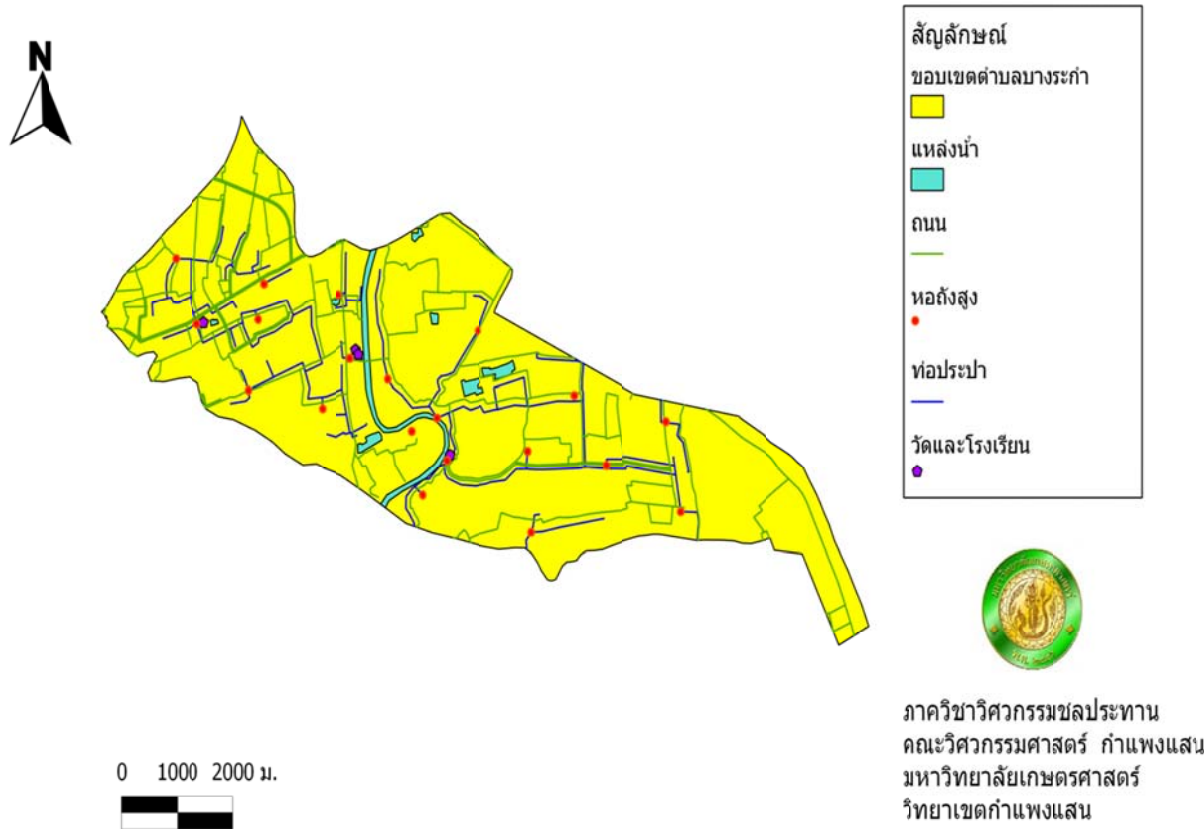 N
สัญลักษณ์
ขอบเขตตำบลบางระกำ
แหล่งน้ำ
ถนน
หอถังสูง
ท่อประปา
วัดและโรงเรียน
ภาควิชาวิศวกรรมชลประทาน
คณะวิศวกรรมศาสตร์ กำแพงแสน
มหาวิทยาลัยเกษตรศาสตร์
วิทยาเขตกำแพงแสน
0 1000 2000 ม.